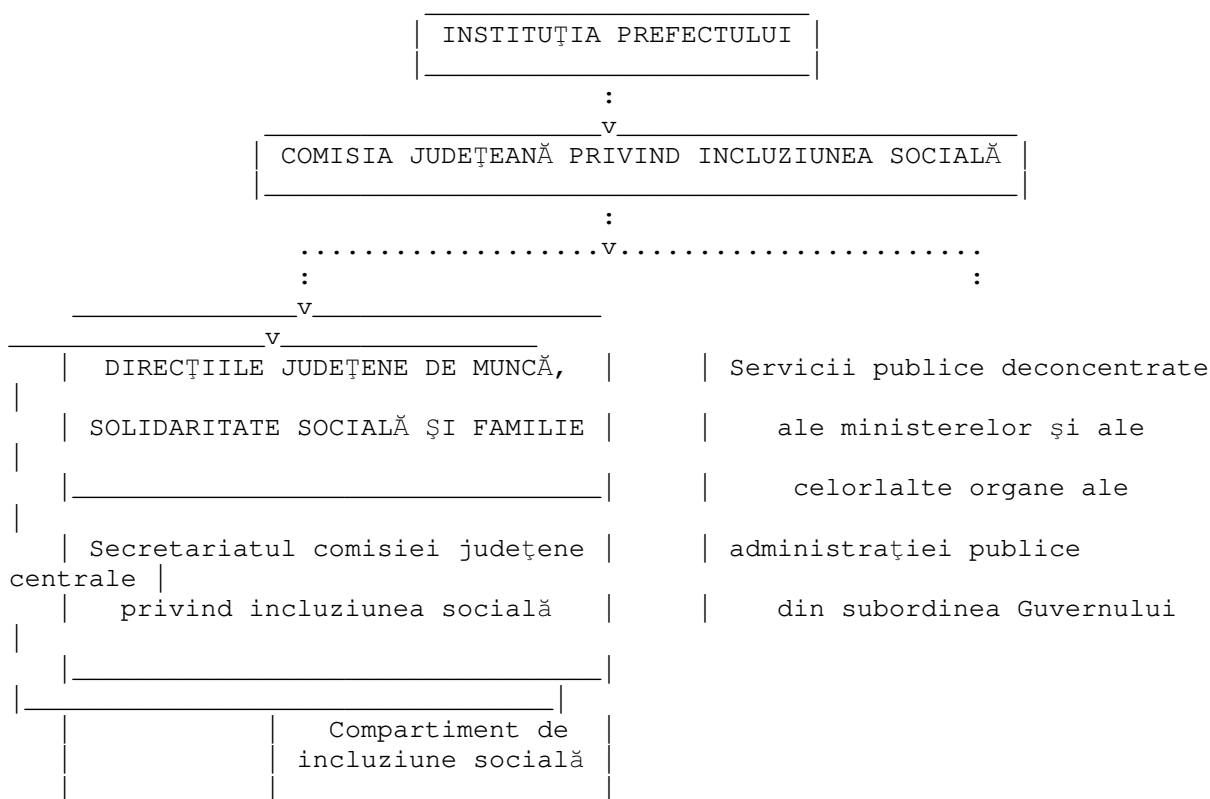 INSTITUŢIA PREFECTULUI
COMISIA JUDEŢEANĂ PRIVIND INCLUZIUNEA SOCIALĂ
DIRECŢIILE JUDEŢENE DE MUNCĂ, Servicii publice deconcentrate
SOLIDARITATE SOCIALĂ ŞI FAMILIE ale ministerelor şi ale
celorlalte organe ale
Secretariatul comisiei judeţene administraţiei publice
centrale
privind incluziunea socială din subordinea Guvernului
Compartiment de
incluziune socială